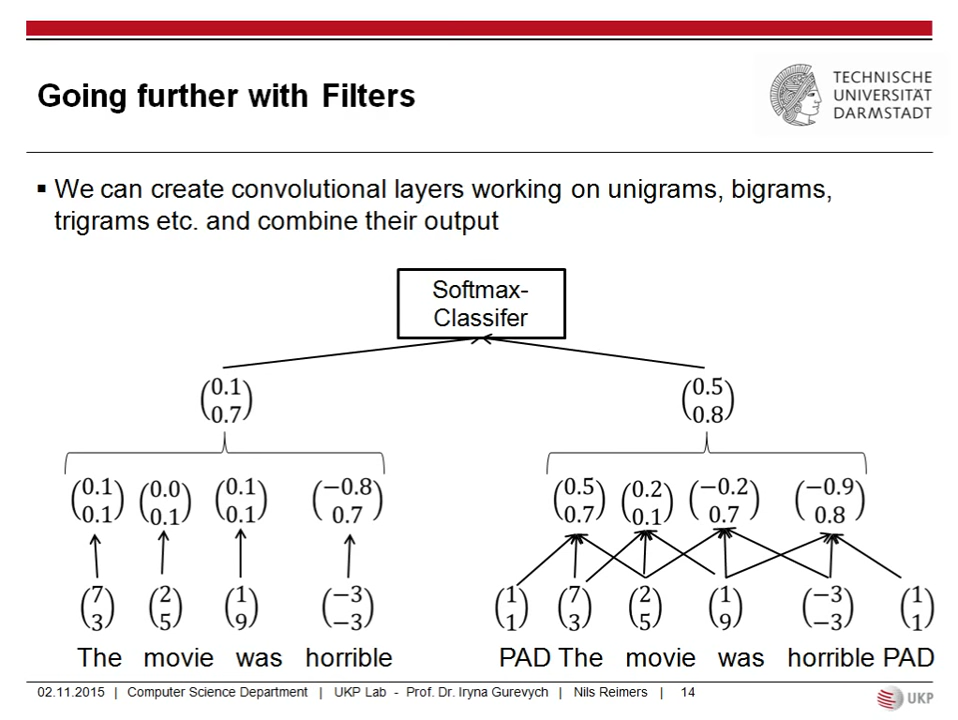 Going further with Filters
TECHNISCHE
UNIVERSITÄT
DARMSTADT
▪ We can create convolutional layers working on unigrams, bigrams,
trigrams etc. and combine their output
Softmax-
Classifer
0.1 0.5
0.7 0.8
0.1 0.0 0.1 −0.8 0.5 0.2 −0.2 −0.9
0.1 0.1 0.1 0.7 0.7 0.1 0.7 0.8
7 2 1 −3 1 7 2 1 −3 1
3 5 9 −3 1 3 5 9 −3 1
The movie was horrible PAD The movie was horrible PAD
02.11.2015 | Computer Science Department | UKP Lab - Prof. Dr. Iryna Gurevych | Nils Reimers | 14
UKP